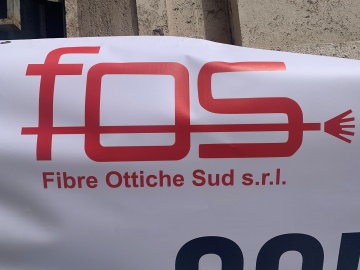 fos
Fibre Ottiche Sud s.r.l.